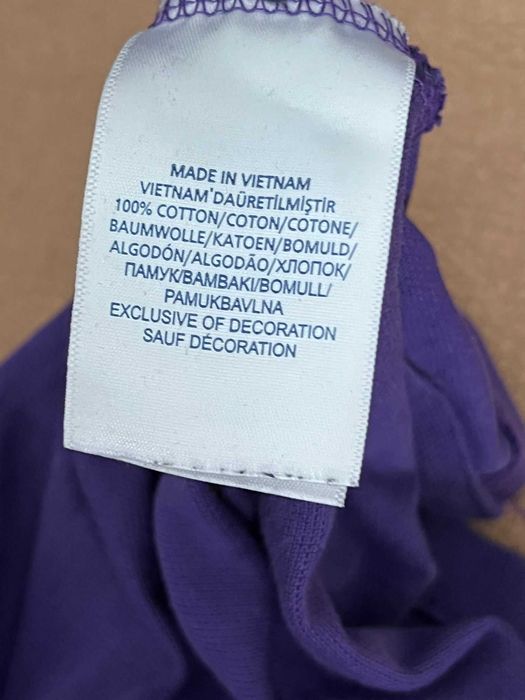 MADE IN VIETNAM
VIETNAM'DAÜRETİLMİŞTİR
100% COTTON/COTON/COTONE/
BAUMWOLLE/KATOEN/BOMULD/
ALGODÓN/ALGODÃO/ХЛОПОК/
ПАМУК/BAMBAKI/BOMULL/
PAMUKBAVLNA
EXCLUSIVE OF DECORATION
SAUF DÉCORATION